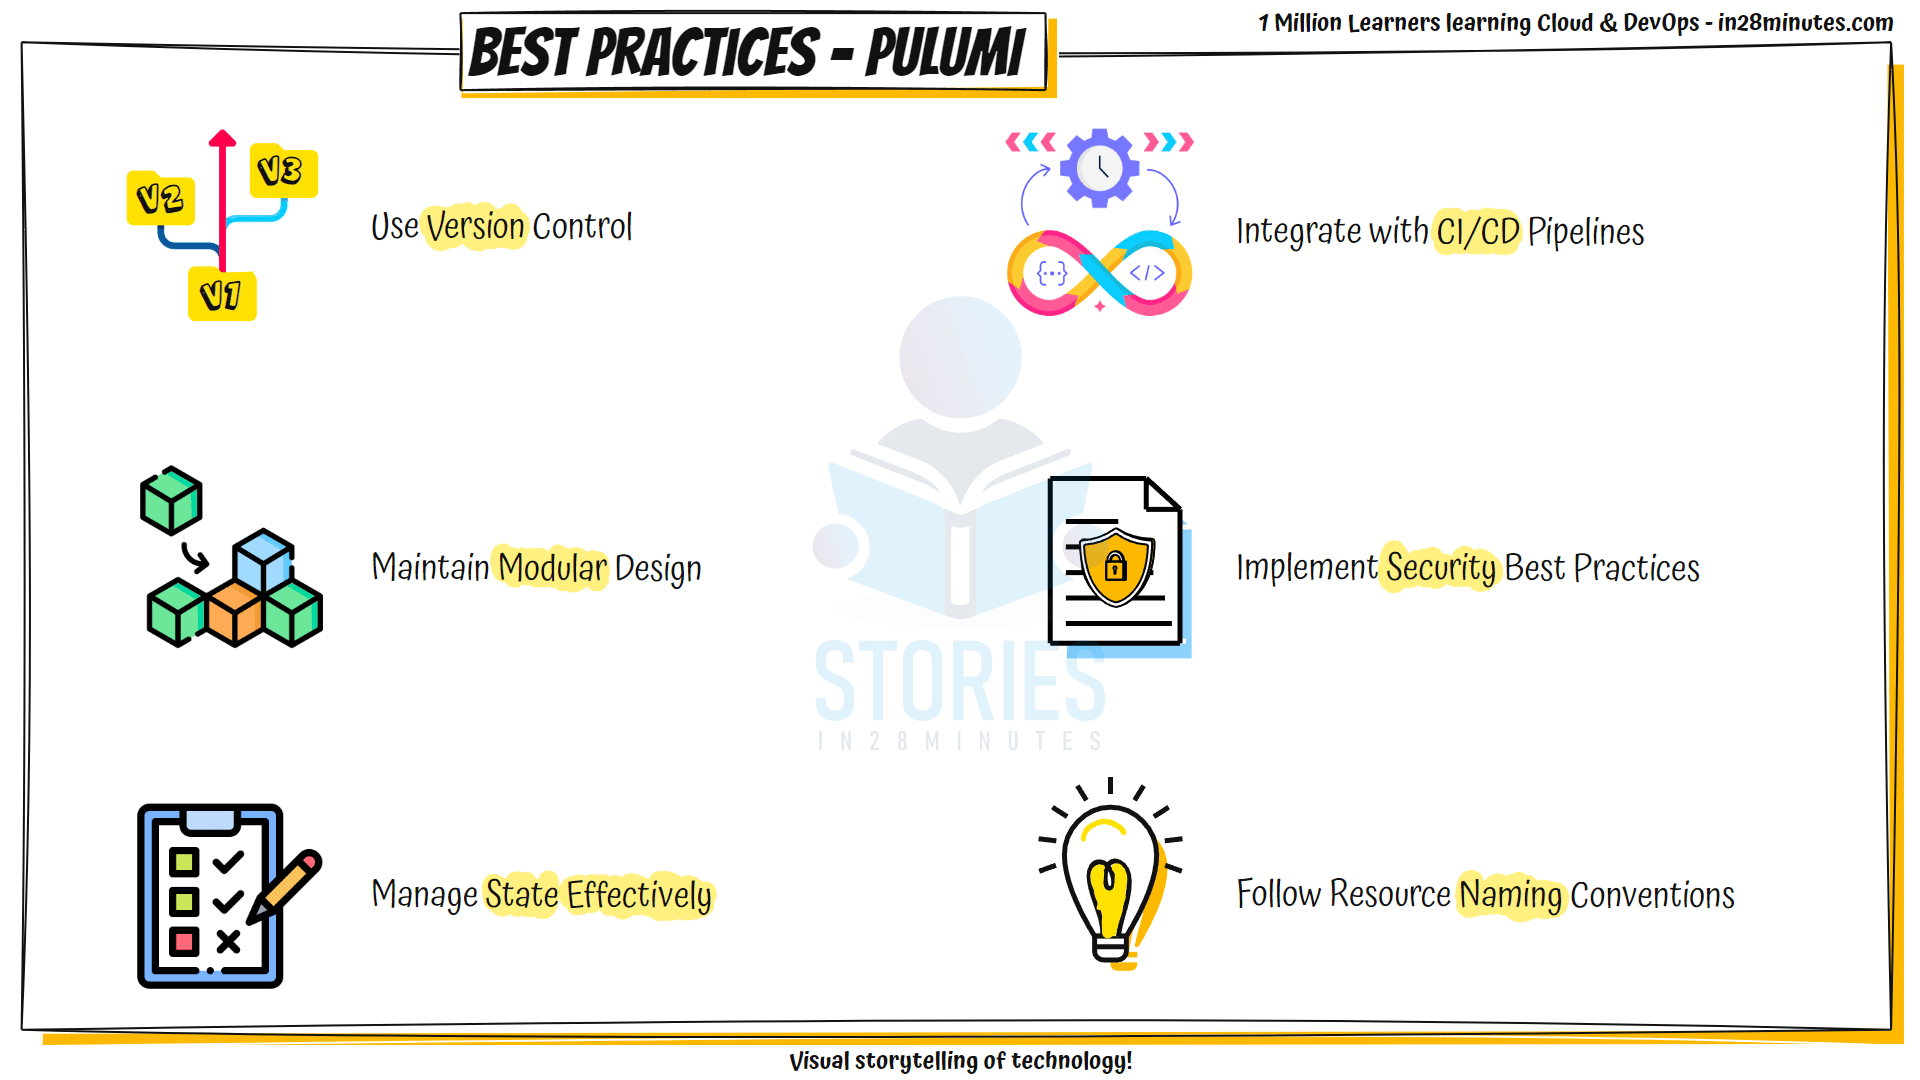 1 Million Learners learning Cloud & DevOps - in28minutes.com
BEST PRACTICES - PULUMI
V2
V3
V1
Use Version Control
{...}
</>
Integrate with CI/CD Pipelines
Maintain Modular Design
Implement Security Best Practices
STORIES
IN28MINUTES
Manage State Effectively
Follow Resource Naming Conventions
Visual storytelling of technology!